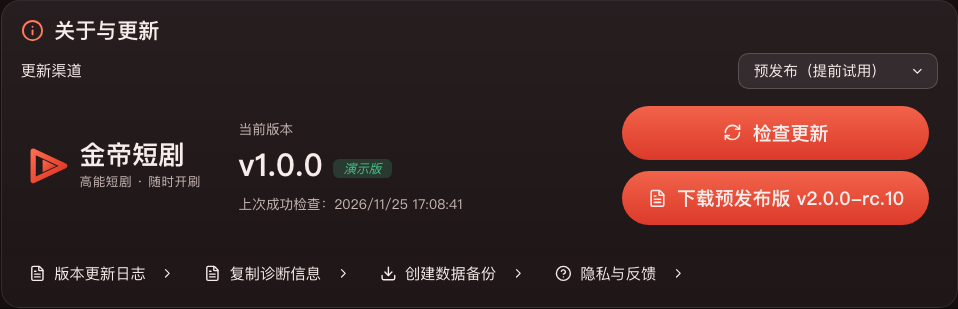 关于与更新
更新渠道
预发布（提前试用）
金帝短剧
高能短剧 · 随时开刷
当前版本
v1.0.0 演示版
上次成功检查：2026/11/25 17:08:41
检查更新
下载预发布版 v2.0.0-rc.10
版本更新日志
复制诊断信息
创建数据备份
隐私与反馈